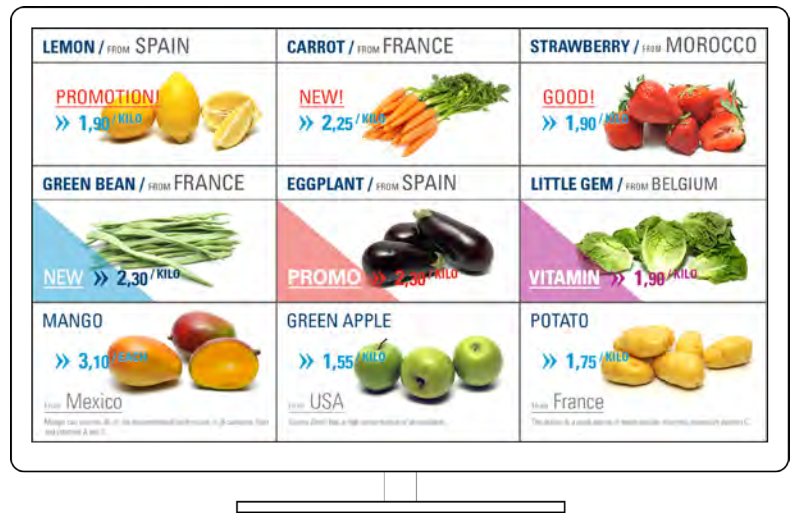 LEMON / FROM SPAIN
PROMOTION!
» 1,90 / KILO
CARROT / FROM FRANCE
NEW!
» 2,25 / KILO
STRAWBERRY / FROM MOROCCO
GOOD!
» 1,90 / KILO
GREEN BEAN / FROM FRANCE
NEW » 2,30 / KILO
EGGPLANT / FROM SPAIN
PROMO » 2,30 / KILO
LITTLE GEM / FROM BELGIUM
VITAMIN » 1,90 / KILO
MANGO
» 3,10 / EACH
From Mexico
GREEN APPLE
» 1,55 / KILO
From USA
POTATO
» 1,75 / KILO
From France